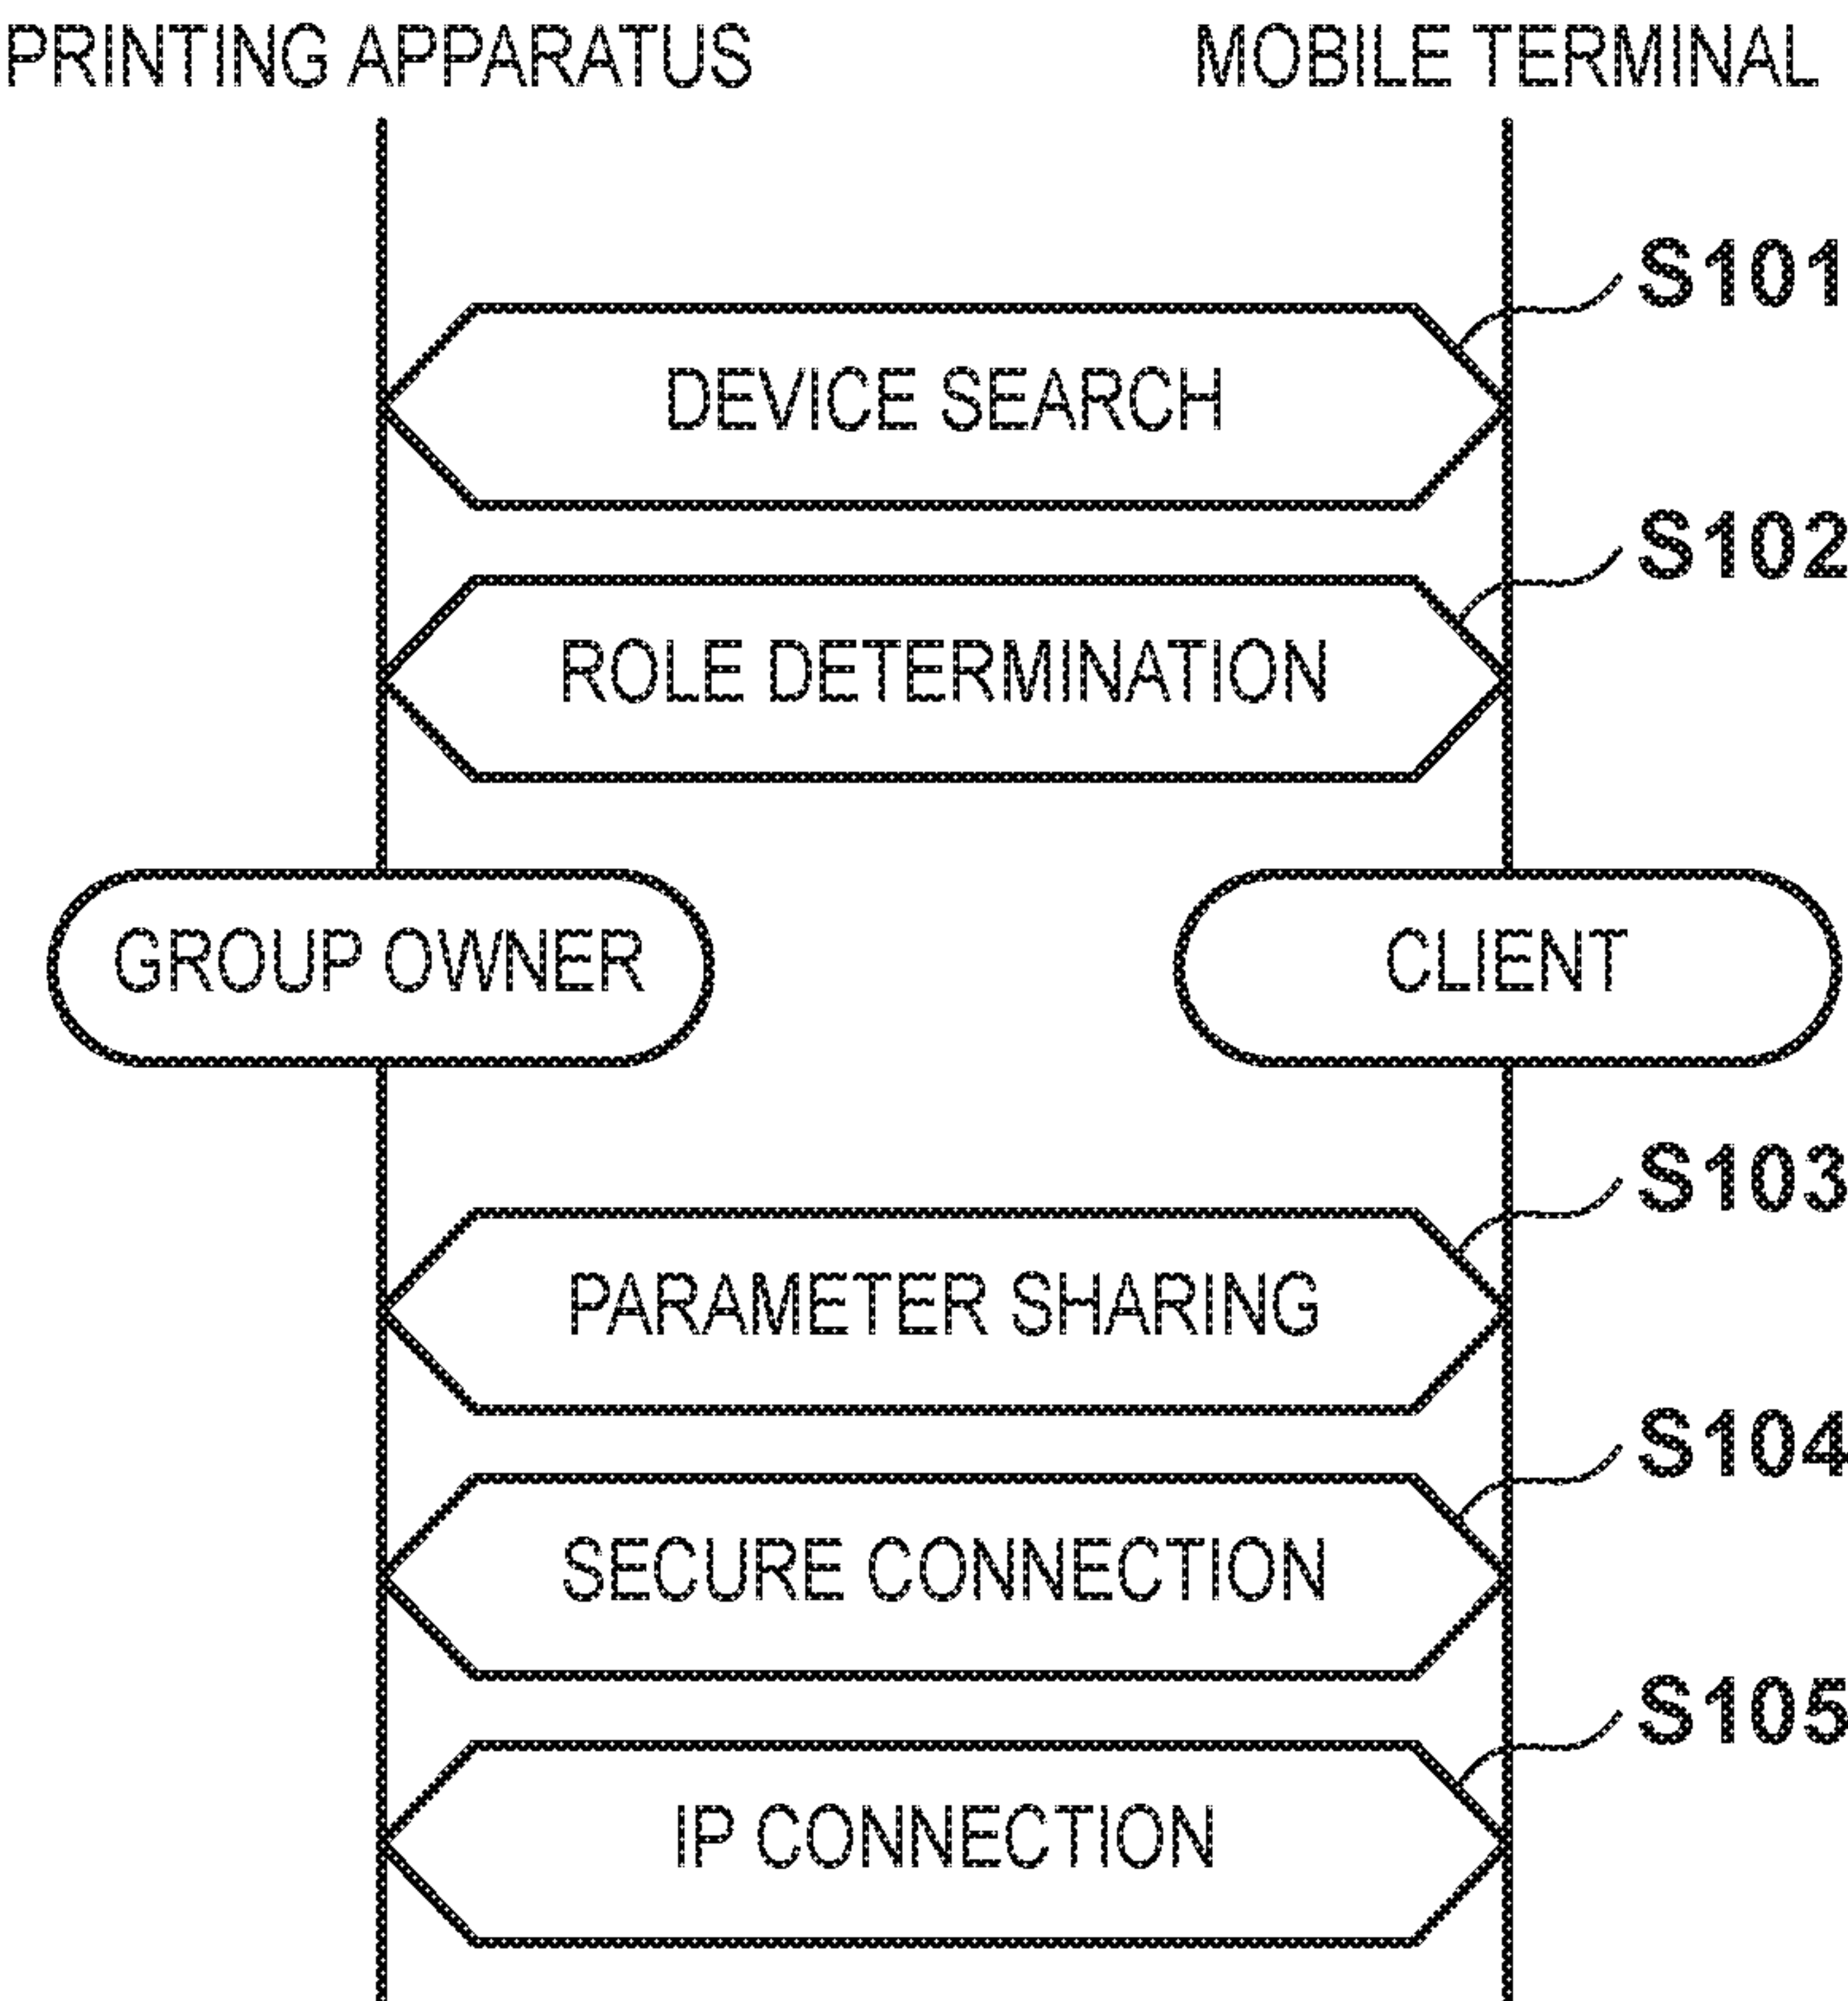 PRINTING APPARATUS
MOBILE TERMINAL
S101
DEVICE SEARCH
S102
ROLE DETERMINATION
GROUP OWNER
CLIENT
S103
PARAMETER SHARING
S104
SECURE CONNECTION
S105
IP CONNECTION